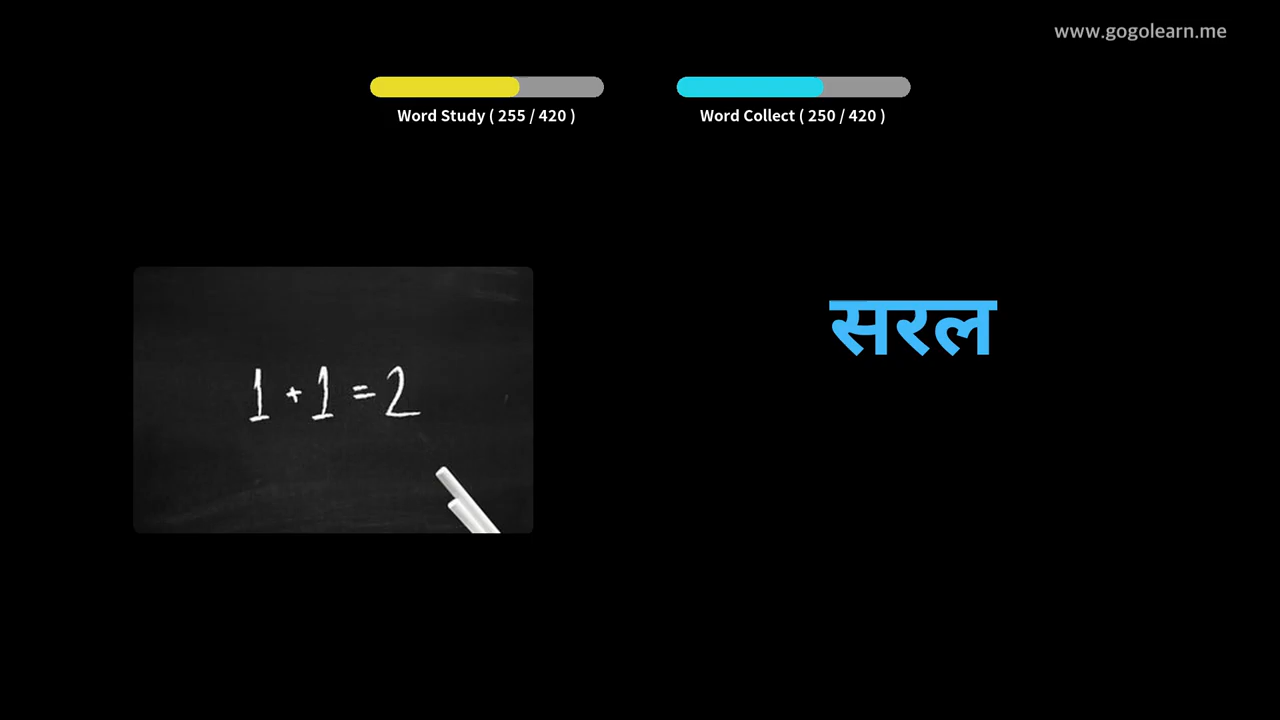 www.gogolearn.me
Word Study ( 255 / 420 )
Word Collect ( 250 / 420 )
1 + 1 = 2
सरल